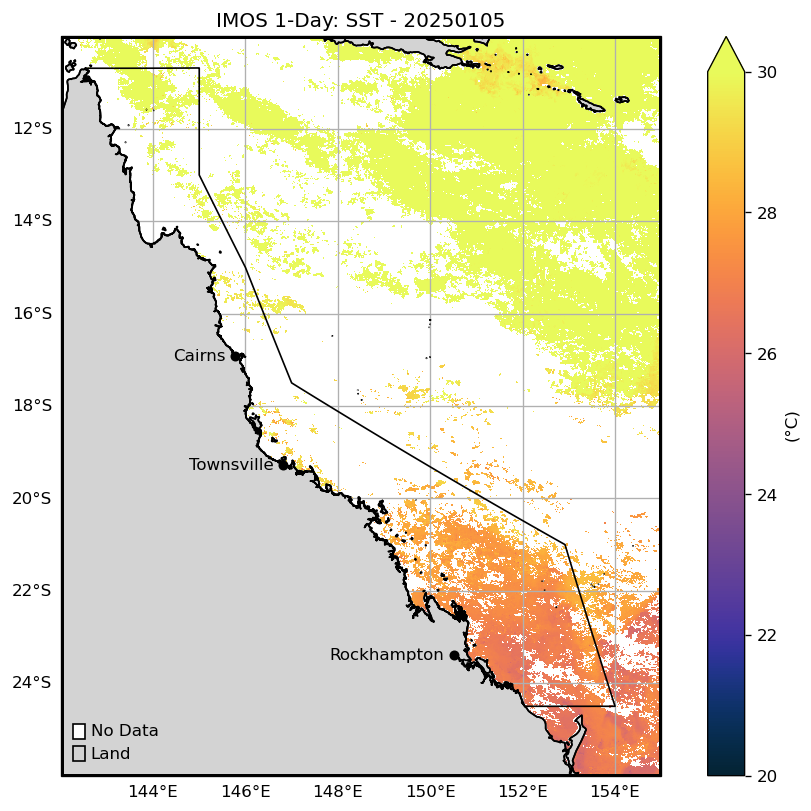 IMOS 1-Day: SST - 20250105
12°S
14°S
16°S
18°S
20°S
22°S
24°S
Cairns
Townsville
Rockhampton
No Data
Land
144°E 146°E 148°E 150°E 152°E 154°E
30
28
26
24
22
20
(°C)